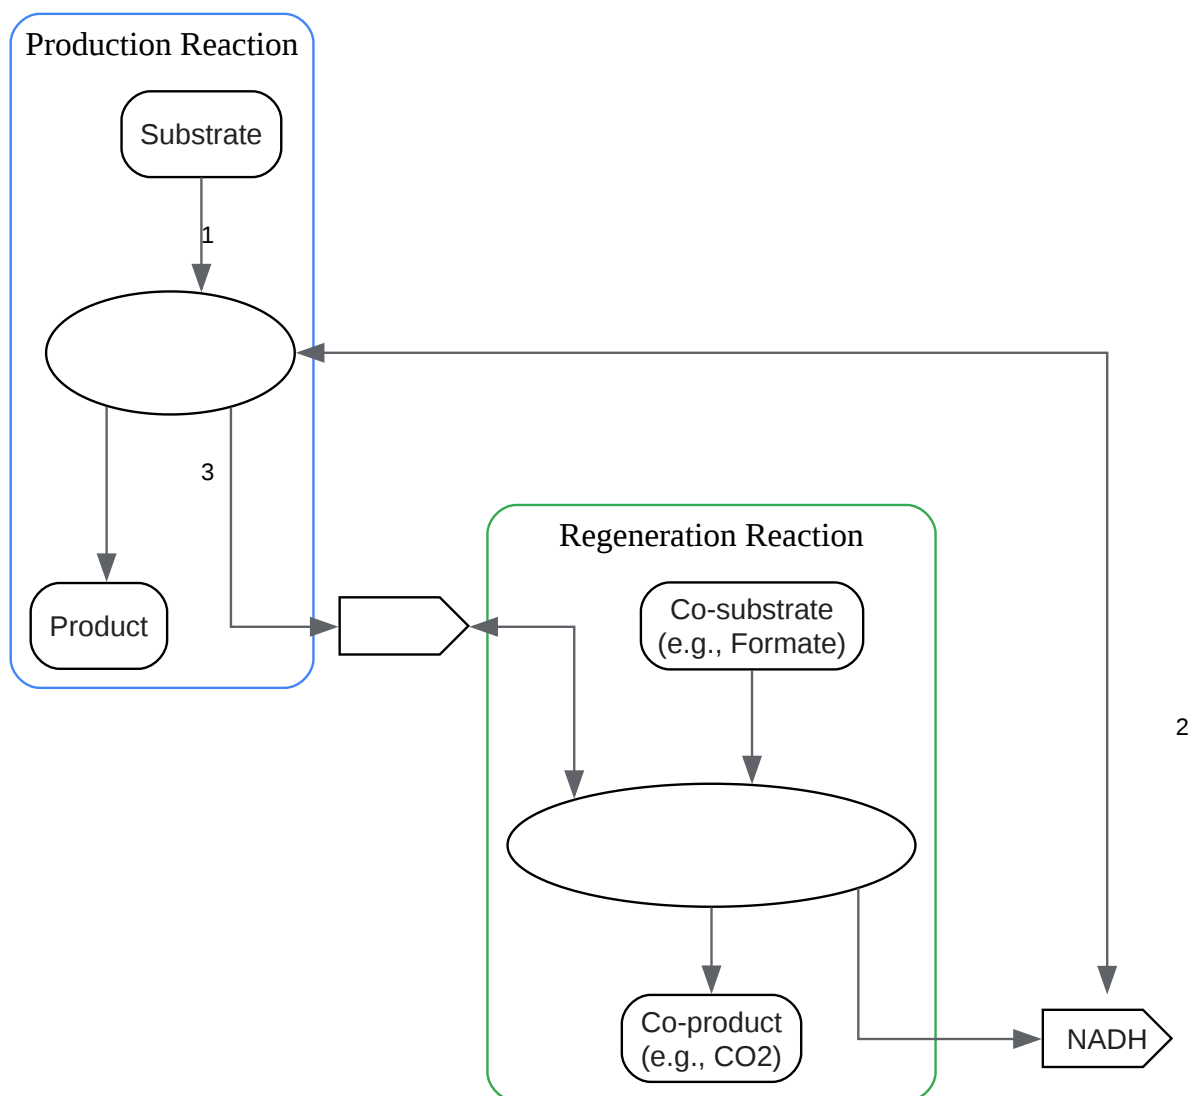 Production Reaction
Substrate
1
3
Product
Regeneration Reaction
Co-substrate
(e.g., Formate)
2
Co-product
(e.g., CO2)
NADH